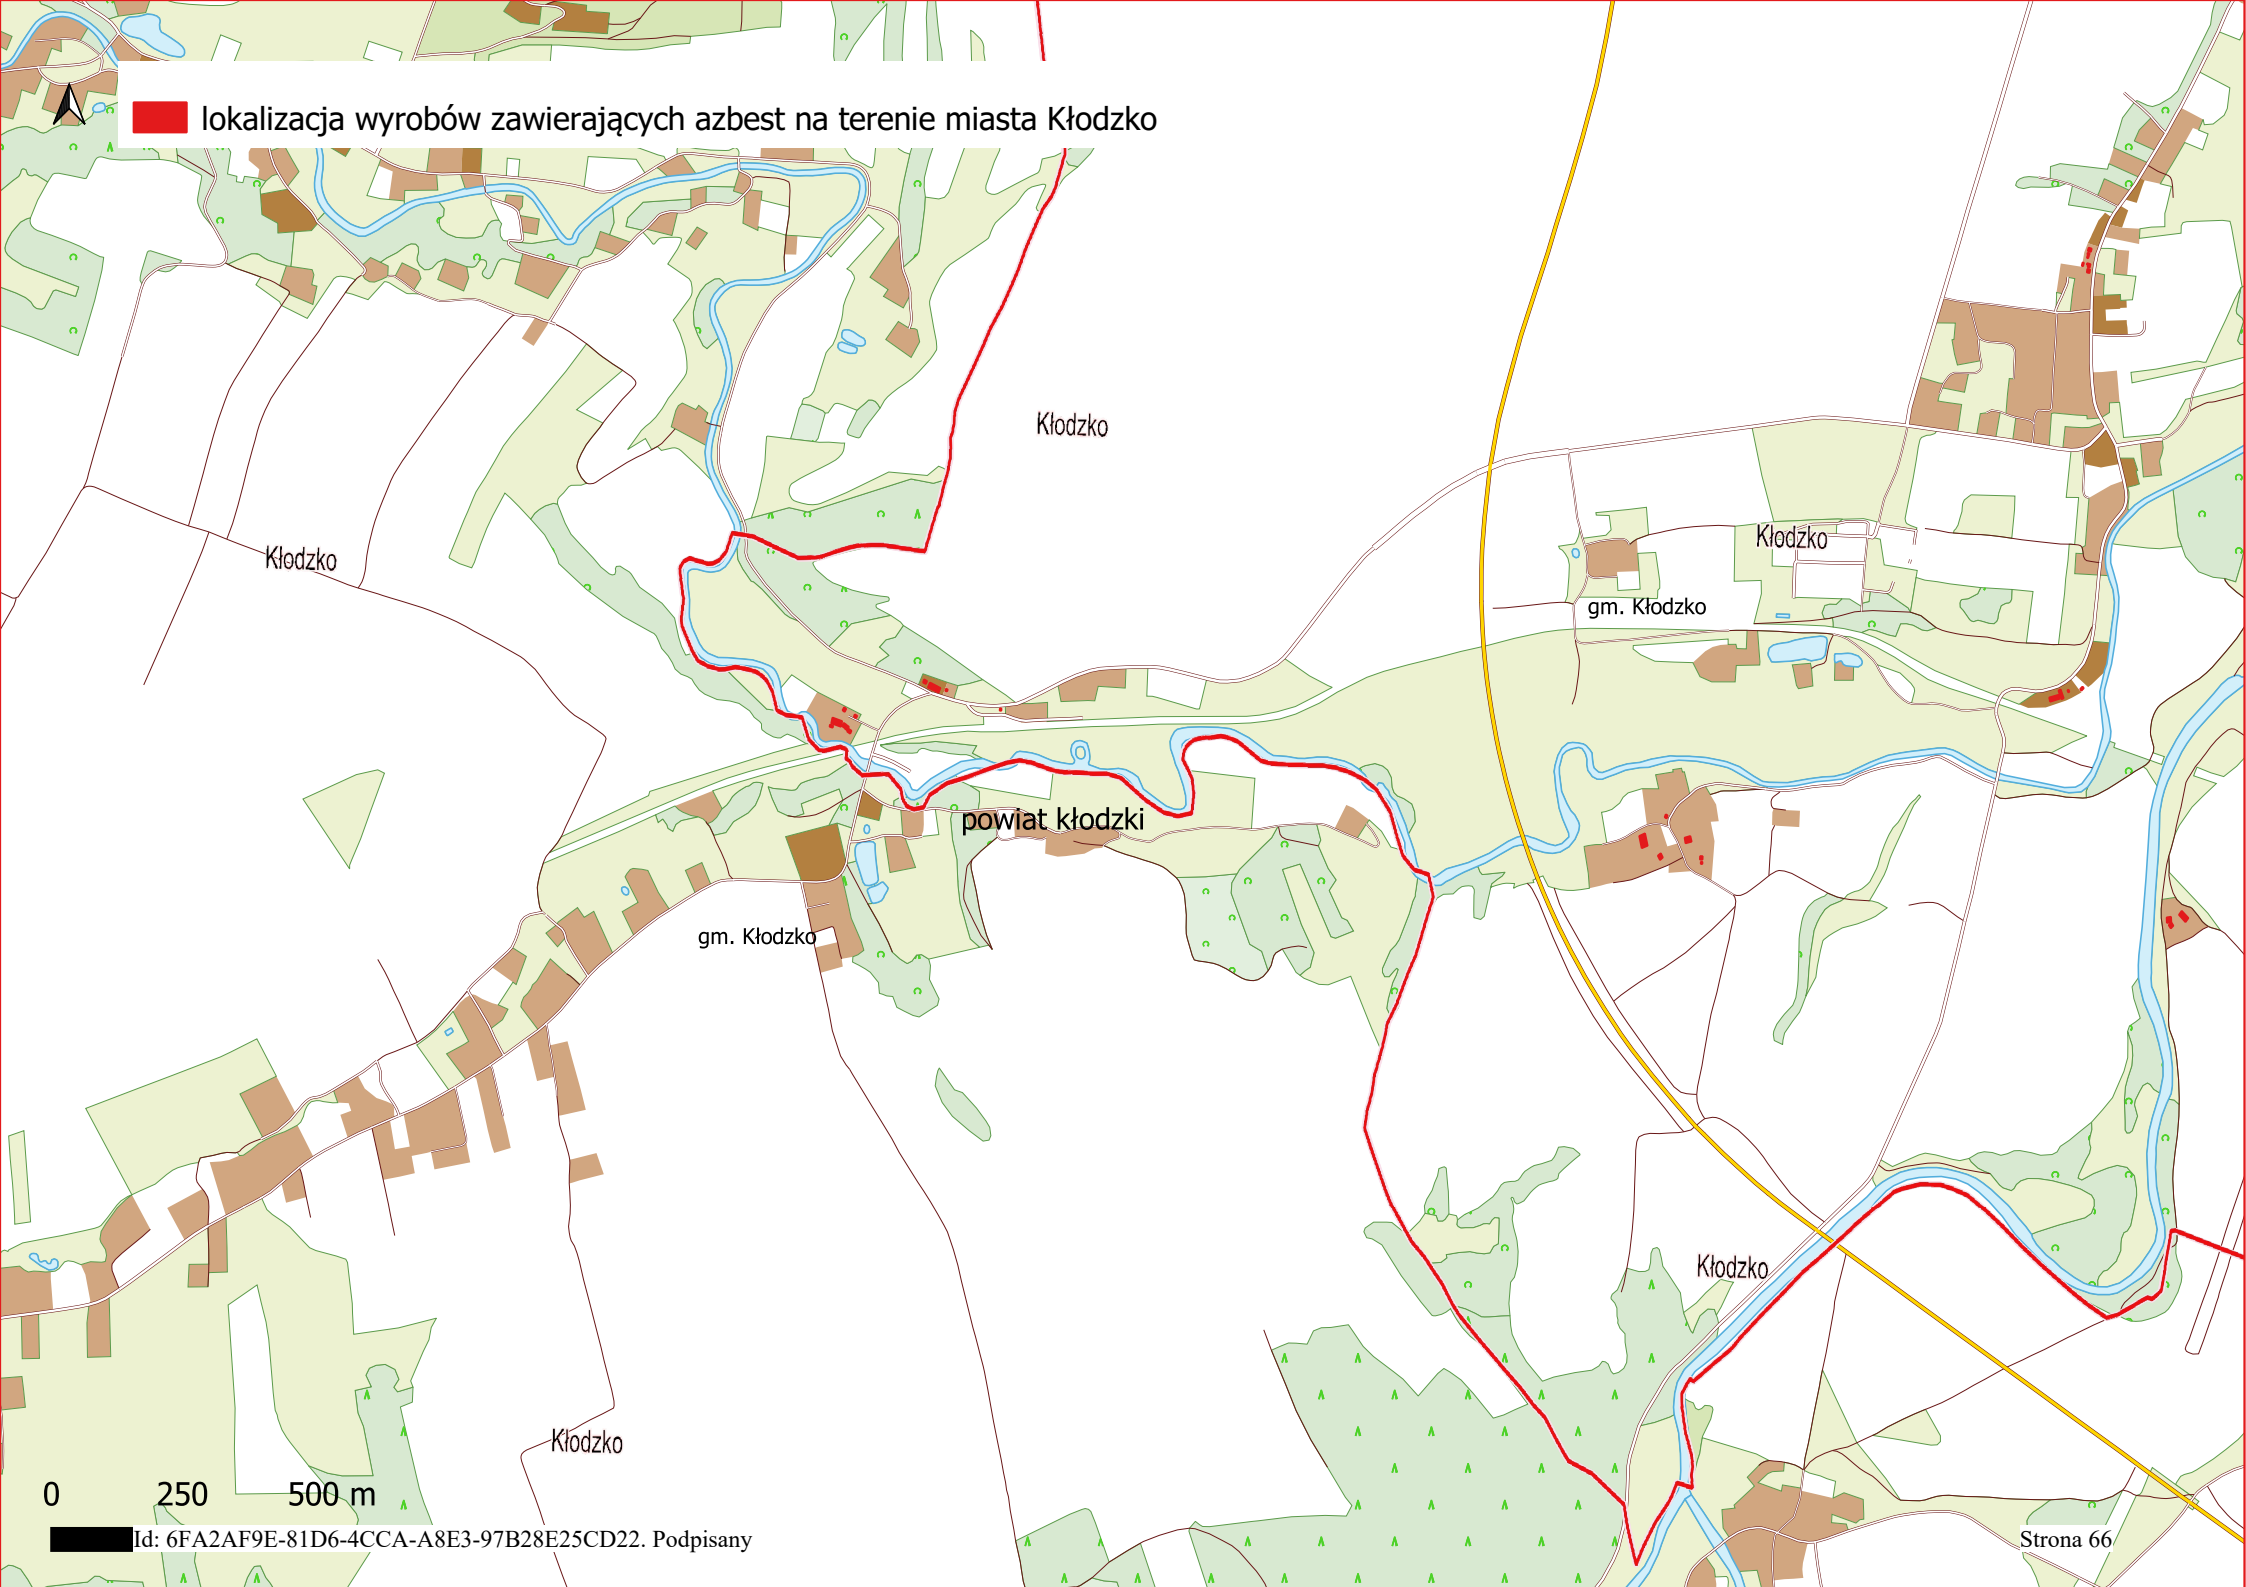 lokalizacja wyrobów zawierających azbest na terenie miasta Kłodzko
Kłodzko
Kłodzko
Kłodzko
gm. Kłodzko
powiat kłodzki
gm. Kłodzko
Kłodzko
Kłodzko
0 250 500 m
Id: 6FA2AF9E-81D6-4CCA-A8E3-97B28E25CD22. Podpisany
Strona 66